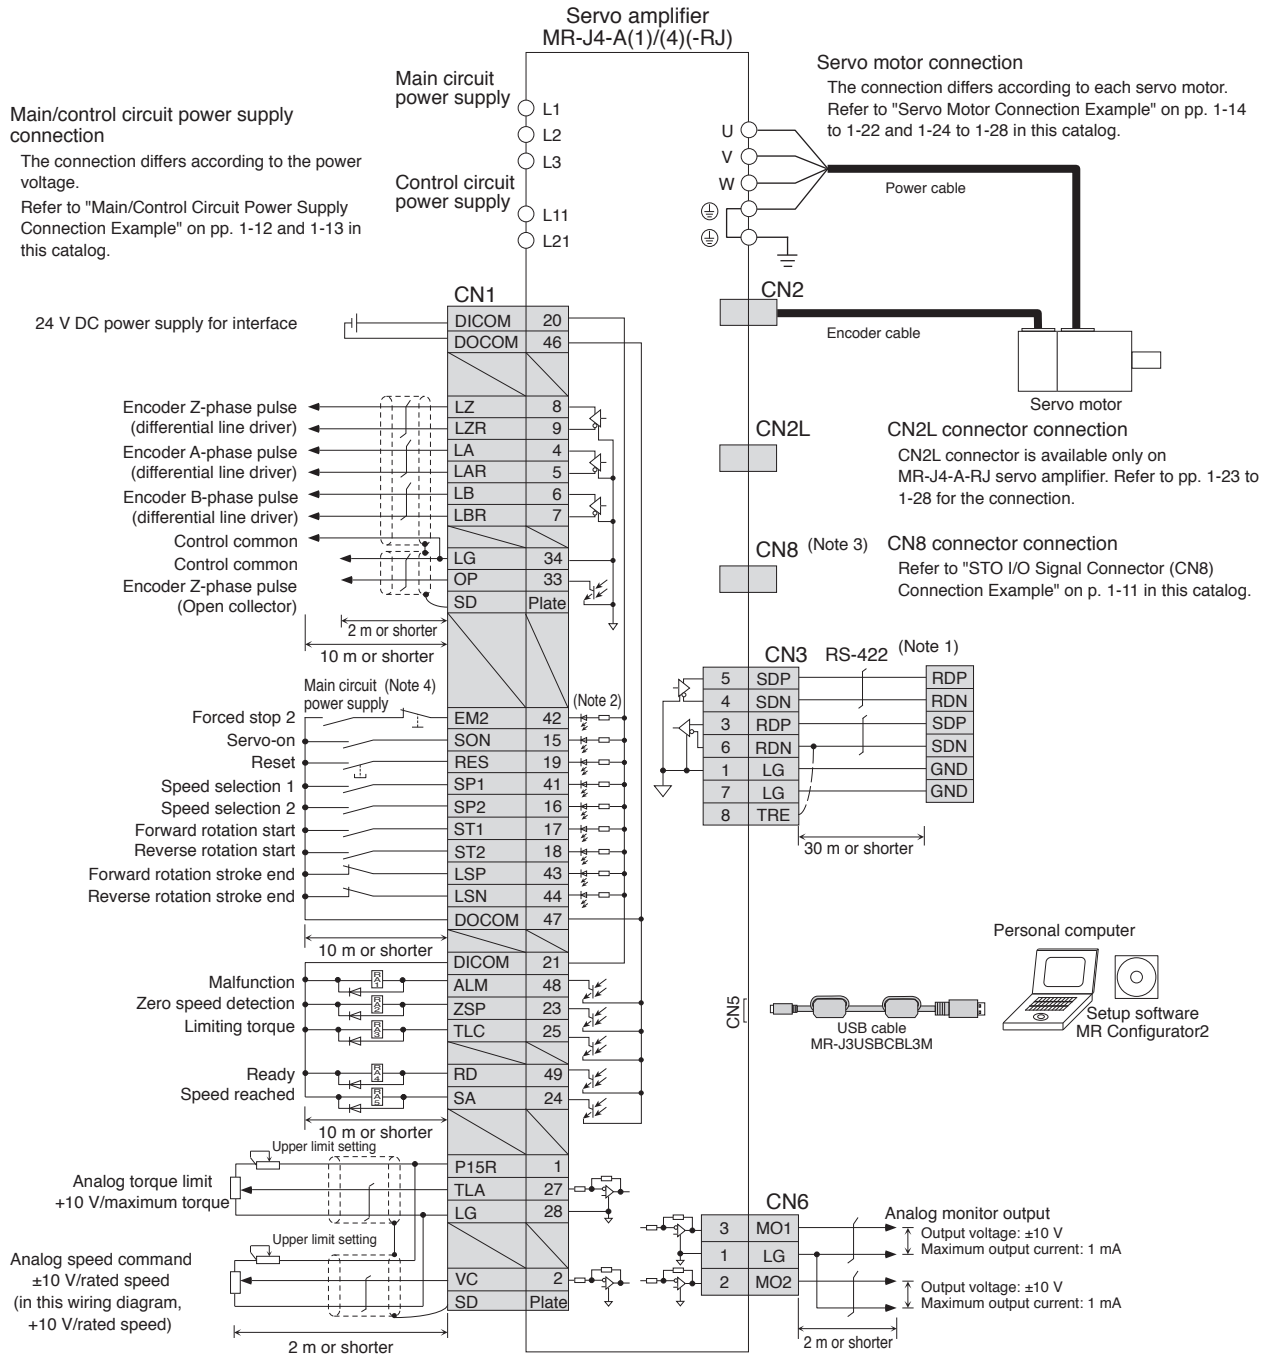 Servo amplifier
MR-J4-A(1)/(4)(-RJ)
Main/control circuit power supply
connection
The connection differs according to the power
voltage.
Refer to "Main/Control Circuit Power Supply
Connection Example" on pp. 1-12 and 1-13 in
this catalog.
Main circuit
power supply
L1
L2
L3
Control circuit
power supply
L11
L21
Servo motor connection
The connection differs according to each servo motor.
Refer to "Servo Motor Connection Example" on pp. 1-14
to 1-22 and 1-24 to 1-28 in this catalog.
U
V
W
Power cable
CN2
Encoder cable
Servo motor
CN2L
CN2L connector connection
CN2L connector is available only on
MR-J4-A-RJ servo amplifier. Refer to pp. 1-23 to
1-28 for the connection.
CN8 (Note 3)
CN8 connector connection
Refer to "STO I/O Signal Connector (CN8)
Connection Example" on p. 1-11 in this catalog.
CN1
24 V DC power supply for interface
DICOM 20
DOCOM 46
Encoder Z-phase pulse
(differential line driver)
LZ 8
LZR 9
Encoder A-phase pulse
(differential line driver)
LA 4
LAR 5
Encoder B-phase pulse
(differential line driver)
LB 6
LBR 7
Control common
Control common
LG 34
Encoder Z-phase pulse
(Open collector)
OP 33
SD Plate
2 m or shorter
10 m or shorter
Main circuit (Note 4)
power supply
(Note 2)
Forced stop 2 EM2 42
Servo-on SON 15
Reset RES 19
Speed selection 1 SP1 41
Speed selection 2 SP2 16
Forward rotation start ST1 17
Reverse rotation start ST2 18
Forward rotation stroke end LSP 43
Reverse rotation stroke end LSN 44
DOCOM 47
10 m or shorter
DICOM 21
Malfunction RA1 ALM 48
Zero speed detection RA2 ZSP 23
Limiting torque RA3 TLC 25
Ready RA4 RD 49
Speed reached RA5 SA 24
10 m or shorter
Upper limit setting
Analog torque limit
+10 V/maximum torque
P15R 1
TLA 27
LG 28
Upper limit setting
Analog speed command
±10 V/rated speed
(in this wiring diagram,
+10 V/rated speed)
VC 2
SD Plate
2 m or shorter
CN3 RS-422 (Note 1)
5 SDP RDP
4 SDN RDN
3 RDP SDP
6 RDN SDN
1 LG GND
7 LG GND
8 TRE
30 m or shorter
CN5
USB cable
MR-J3USBCBL3M
Personal computer
Setup software
MR Configurator2
CN6
3 MO1
1 LG
2 MO2
Analog monitor output
Output voltage: ±10 V
Maximum output current: 1 mA
Output voltage: ±10 V
Maximum output current: 1 mA
2 m or shorter